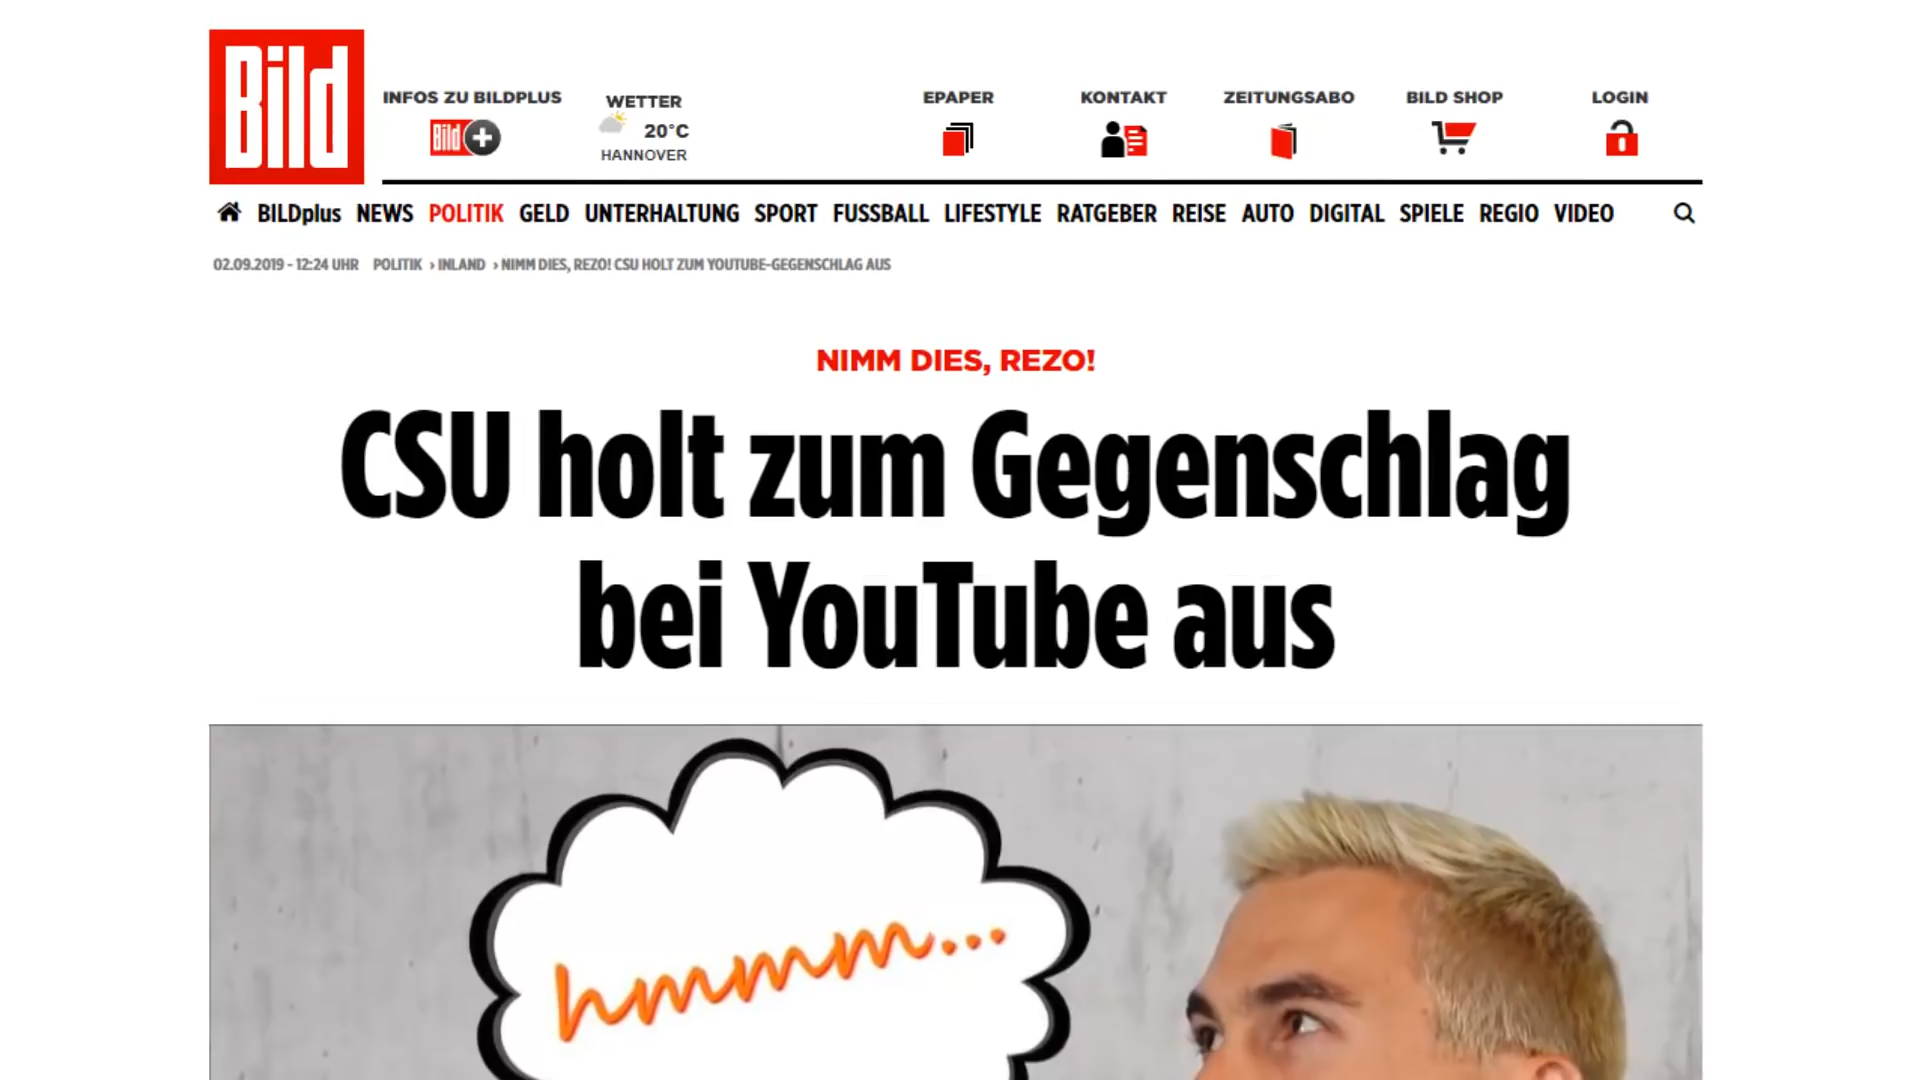 Bild
INFOS ZU BILDPLUS
Bild+
WETTER
20°C
HANNOVER
EPAPER
KONTAKT
ZEITUNGSABO
BILD SHOP
LOGIN
BILDplus NEWS POLITIK GELD UNTERHALTUNG SPORT FUSSBALL LIFESTYLE RATGEBER REISE AUTO DIGITAL SPIELE REGIO VIDEO
02.09.2019 - 12:24 UHR POLITIK › INLAND › NIMM DIES, REZO! CSU HOLT ZUM YOUTUBE-GEGENSCHLAG AUS
NIMM DIES, REZO!
CSU holt zum Gegenschlag
bei YouTube aus
hmmm...